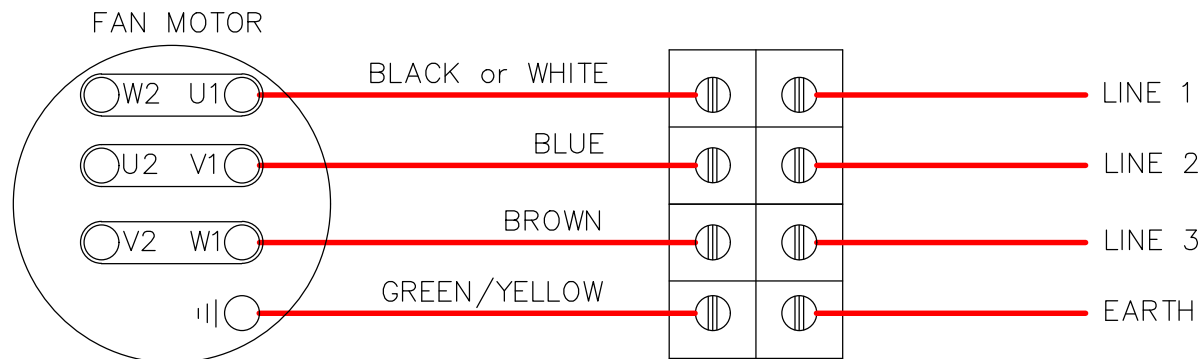 FAN MOTOR
W2 U1 BLACK or WHITE LINE 1
U2 V1 BLUE LINE 2
V2 W1 BROWN LINE 3
GREEN/YELLOW EARTH